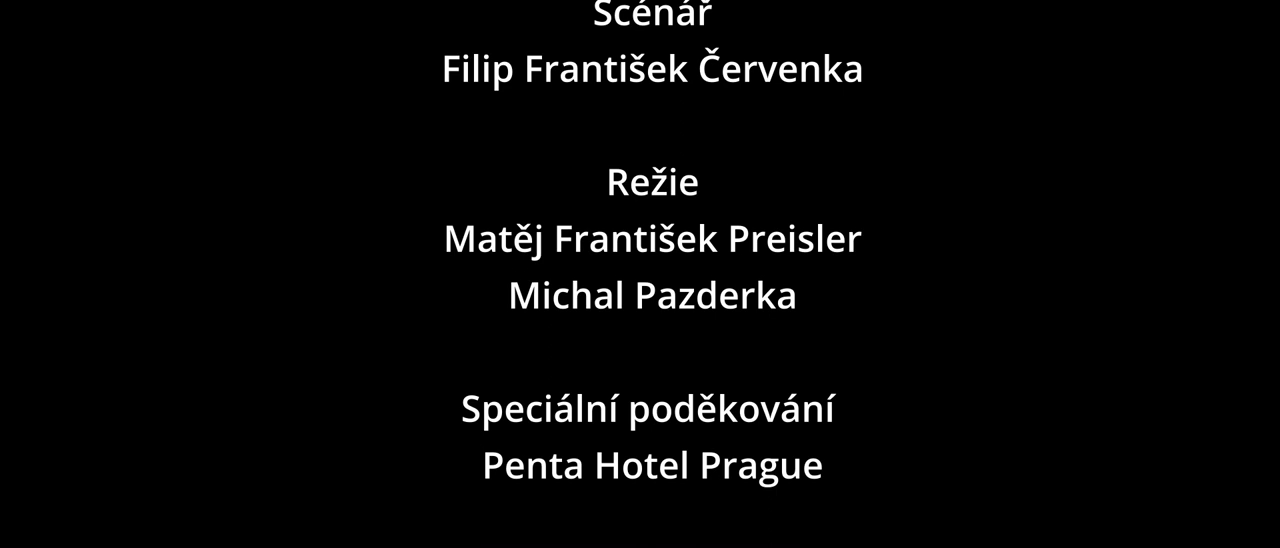 Scénář
Filip František Červenka
Režie
Matěj František Preisler
Michal Pazderka
Speciální poděkování
Penta Hotel Prague